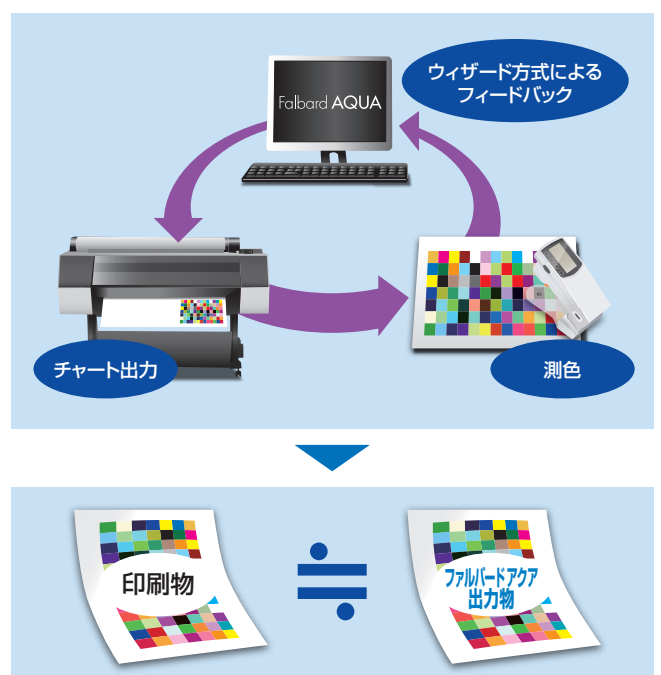 ウィザード方式による
フィードバック
Falbard AQUA
チャート出力
測色
印刷物
≒
ファルバードアクア
出力物